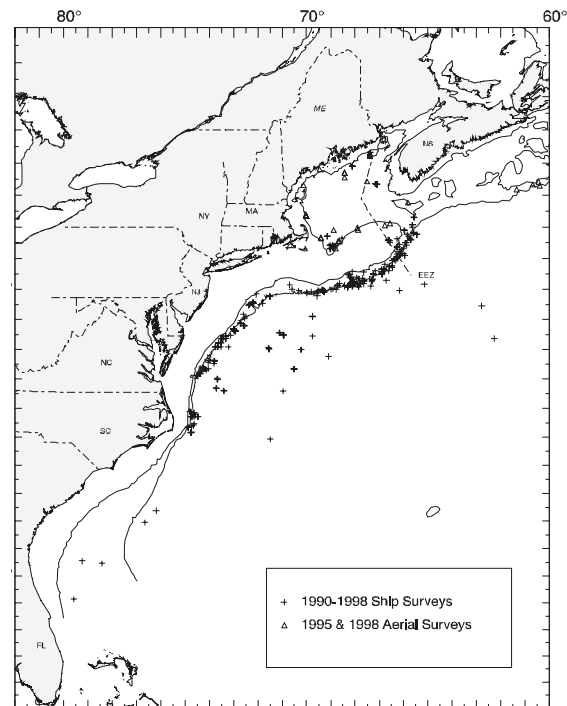 80° 70° 60°
ME
NS
NY
MA
EEZ
NJ
NC
SC
+ 1990-1998 Ship Surveys
△ 1995 & 1998 Aerial Surveys
FL